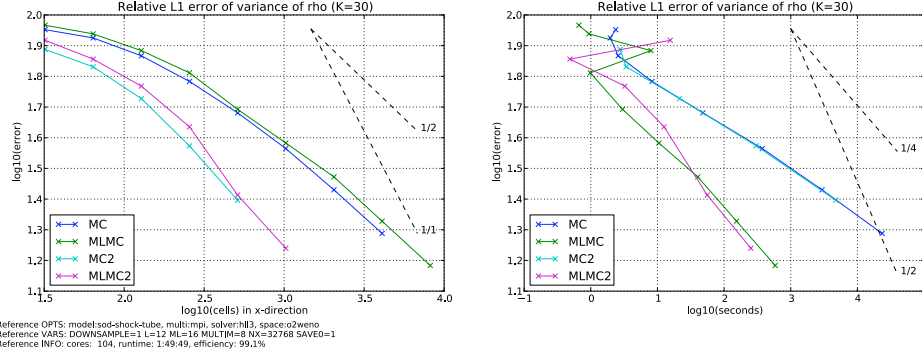 Relative L1 error of variance of rho (K=30)
2.0
1.9
1.8
1.7
1.6
1.5
1.4
1.3
1.2
1.1
log10(error)
1/2
1/1
MC
MLMC
MC2
MLMC2
1.5
2.0
2.5
3.0
3.5
4.0
log10(cells) in x-direction
Relative L1 error of variance of rho (K=30)
2.0
1.9
1.8
1.7
1.6
1.5
1.4
1.3
1.2
1.1
log10(error)
1/4
1/2
MC
MLMC
MC2
MLMC2
-1
0
1
2
3
4
log10(seconds)
Reference OPTS: model:sod-shock-tube, multi:mpi, solver:hll3, space:o2weno
Reference VARS: DOWNSAMPLE=1 L=12 ML=16 MULTIM=8 NX=32768 SAVE0=1
Reference INFO: cores: 104, runtime: 1:49:49, efficiency: 99.1%